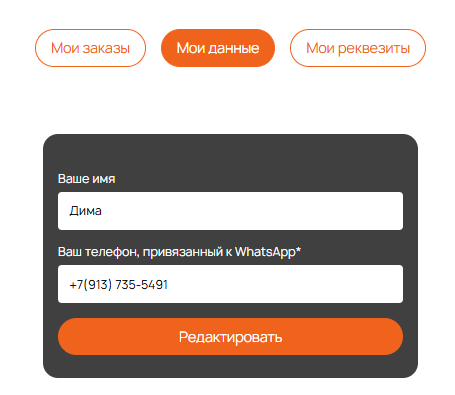 Мои заказы Мои данные Мои реквезиты
Ваше имя
Дима
Ваш телефон, привязанный к WhatsApp*
+7(913) 735-5491
Редактировать